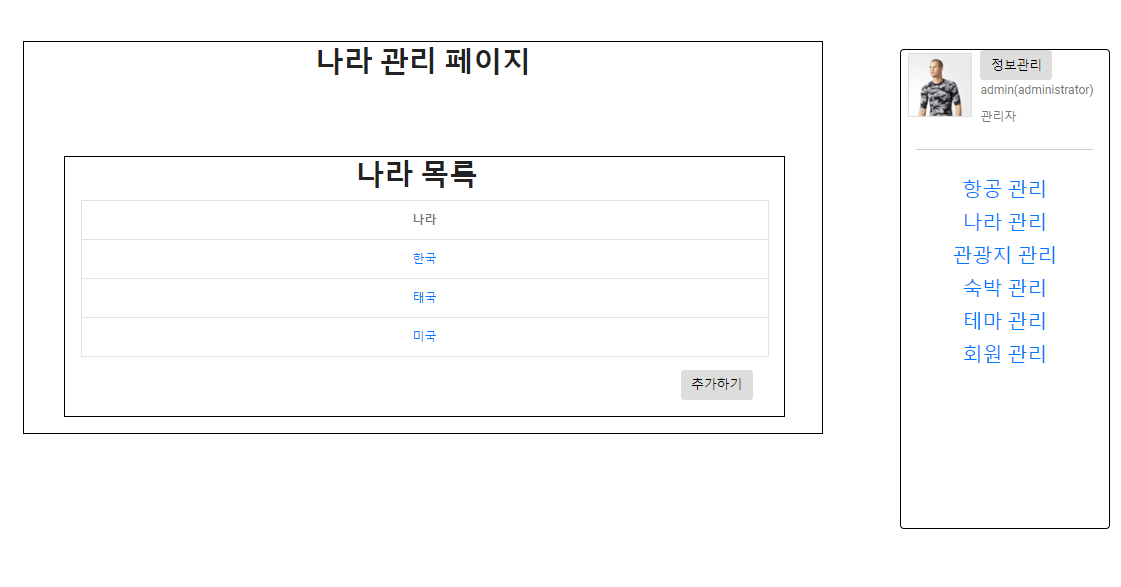 나라 관리 페이지
나라 목록
나라
한국
태국
미국
추가하기
정보관리
admin(administrator)
관리자
항공 관리
나라 관리
관광지 관리
숙박 관리
테마 관리
회원 관리